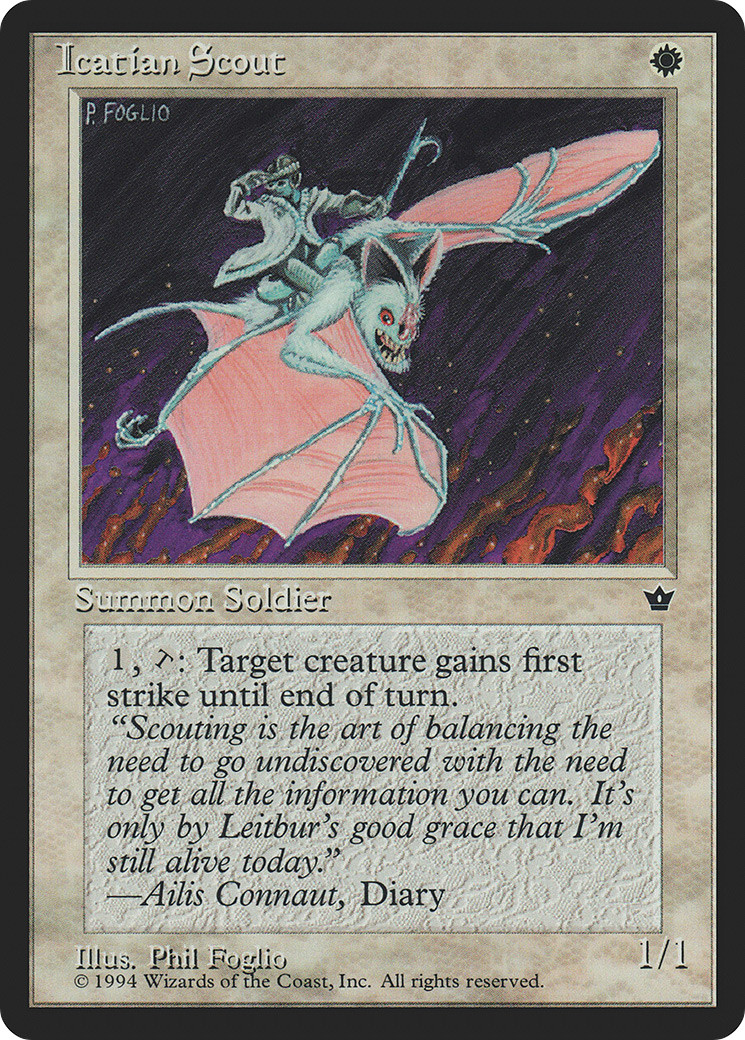 Icatian Scout
P. FOGLIO
Summon Soldier
1, T: Target creature gains first
strike until end of turn.
“Scouting is the art of balancing the
need to go undiscovered with the need
to get all the information you can. It’s
only by Leitbur’s good grace that I’m
still alive today.”
—Ailis Connaut, Diary
Illus. Phil Foglio
1/1
© 1994 Wizards of the Coast, Inc. All rights reserved.